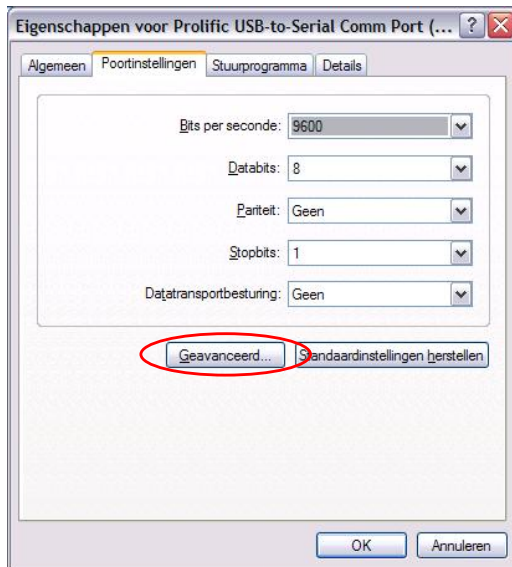 Eigenschappen voor Prolific USB-to-Serial Comm Port (...
Algemeen Poortinstellingen Stuurprogramma Details
Bits per seconde: 9600
Databits: 8
Pariteit: Geen
Stopbits: 1
Datatransportbesturing: Geen
Geavanceerd... Standaardinstellingen herstellen
OK Annuleren